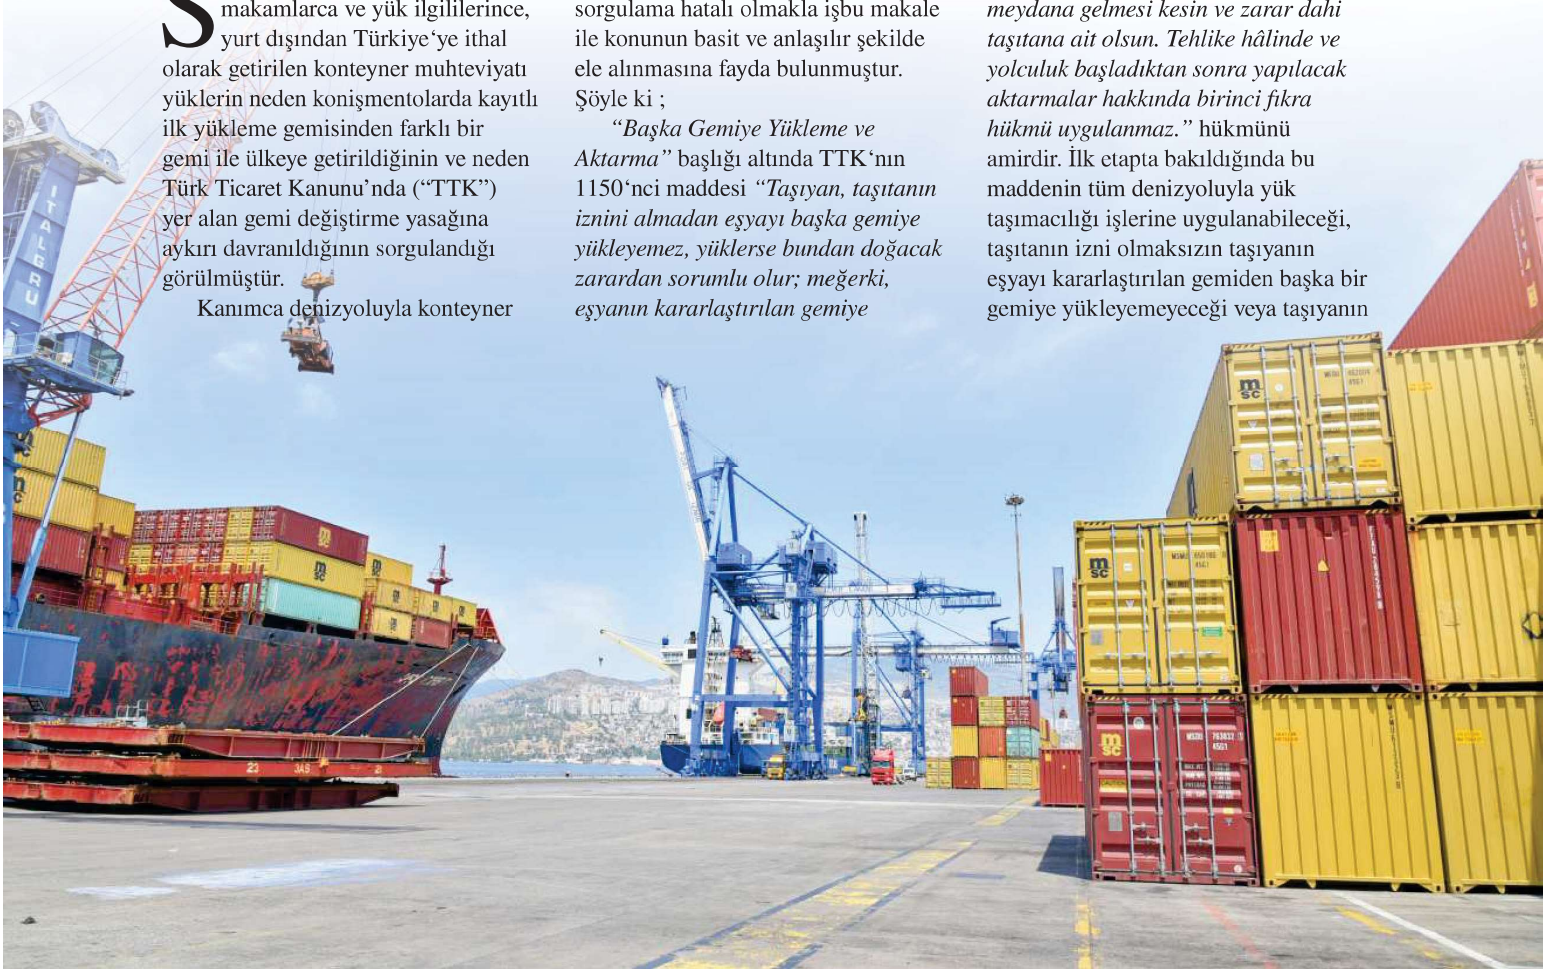 S
makamlarca ve yük ilgililerince,
yurt dışından Türkiye‘ye ithal
olarak getirilen konteyner muhteviyatı
yüklerin neden konişmentolarda kayıtlı
ilk yükleme gemisinden farklı bir
gemi ile ülkeye getirildiğinin ve neden
Türk Ticaret Kanunu’nda (“TTK”)
yer alan gemi değiştirme yasağına
aykırı davranıldığının sorgulandığı
görülmüştür.
Kanımca denizyoluyla konteyner
sorgulama hatalı olmakla işbu makale
ile konunun basit ve anlaşılır şekilde
ele alınmasına fayda bulunmuştur.
Şöyle ki ;
“Başka Gemiye Yükleme ve
Aktarma” başlığı altında TTK‘nın
1150‘nci maddesi “Taşıyan, taşıtanın
iznini almadan eşyayı başka gemiye
yükleyemez, yüklerse bundan doğacak
zarardan sorumlu olur; meğerki,
eşyanın kararlaştırılan gemiye
meydana gelmesi kesin ve zarar dahi
taşıtana ait olsun. Tehlike hâlinde ve
yolculuk başladıktan sonra yapılacak
aktarmalar hakkında birinci fıkra
hükmü uygulanmaz.” hükmünü
amirdir. İlk etapta bakıldığında bu
maddenin tüm denizyoluyla yük
taşımacılığı işlerine uygulanabileceği,
taşıtanın izni olmaksızın taşıyanın
eşyayı kararlaştırılan gemiden başka bir
gemiye yükleyemeyeceği veya taşıyanın
ITALGRU
msc
45G1
msc
45G1
msc
45G1
msc
msc
23 JAS